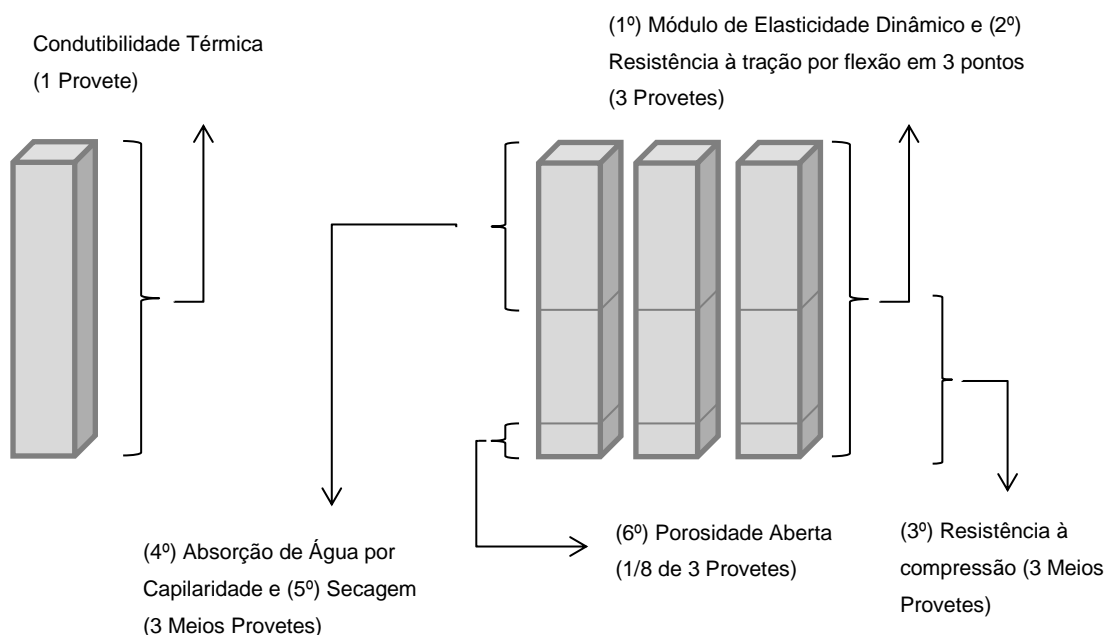 Condutibilidade Térmica
(1 Provete)
(1º) Módulo de Elasticidade Dinâmico e (2º)
Resistência à tração por flexão em 3 pontos
(3 Provetes)
(4º) Absorção de Água por
Capilaridade e (5º) Secagem
(3 Meios Provetes)
(6º) Porosidade Aberta
(1/8 de 3 Provetes)
(3º) Resistência à
compressão (3 Meios
Provetes)